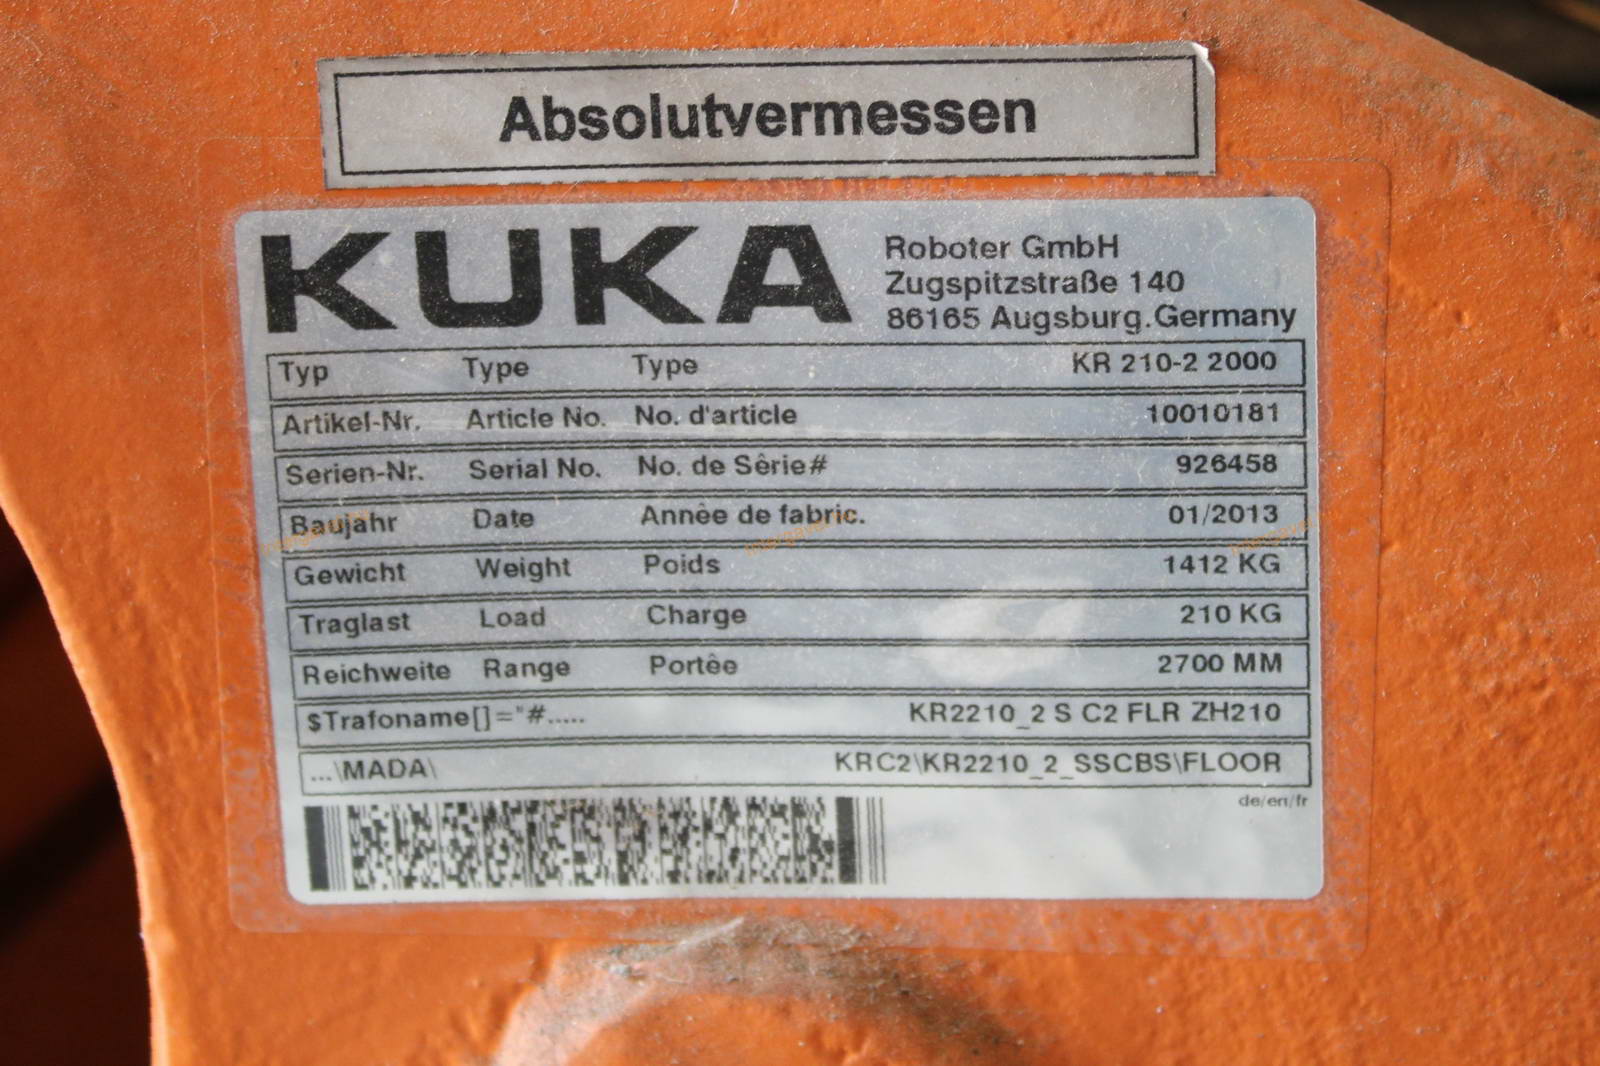 Absolutvermessen
KUKA
Roboter GmbH
Zugspitzstraße 140
86165 Augsburg.Germany
Typ Type Type KR 210-2 2000
Artikel-Nr. Article No. No. d'article 10010181
Serien-Nr. Serial No. No. de Sêrie# 926458
Baujahr Date Annêe de fabric. 01/2013
Gewicht Weight Poids 1412 KG
Traglast Load Charge 210 KG
Reichweite Range Portêe 2700 MM
$Trafoname[]="#..... KR2210_2 S C2 FLR ZH210
...\MADA\ KRC2\KR2210_2_SSCBS\FLOOR
de/en/fr